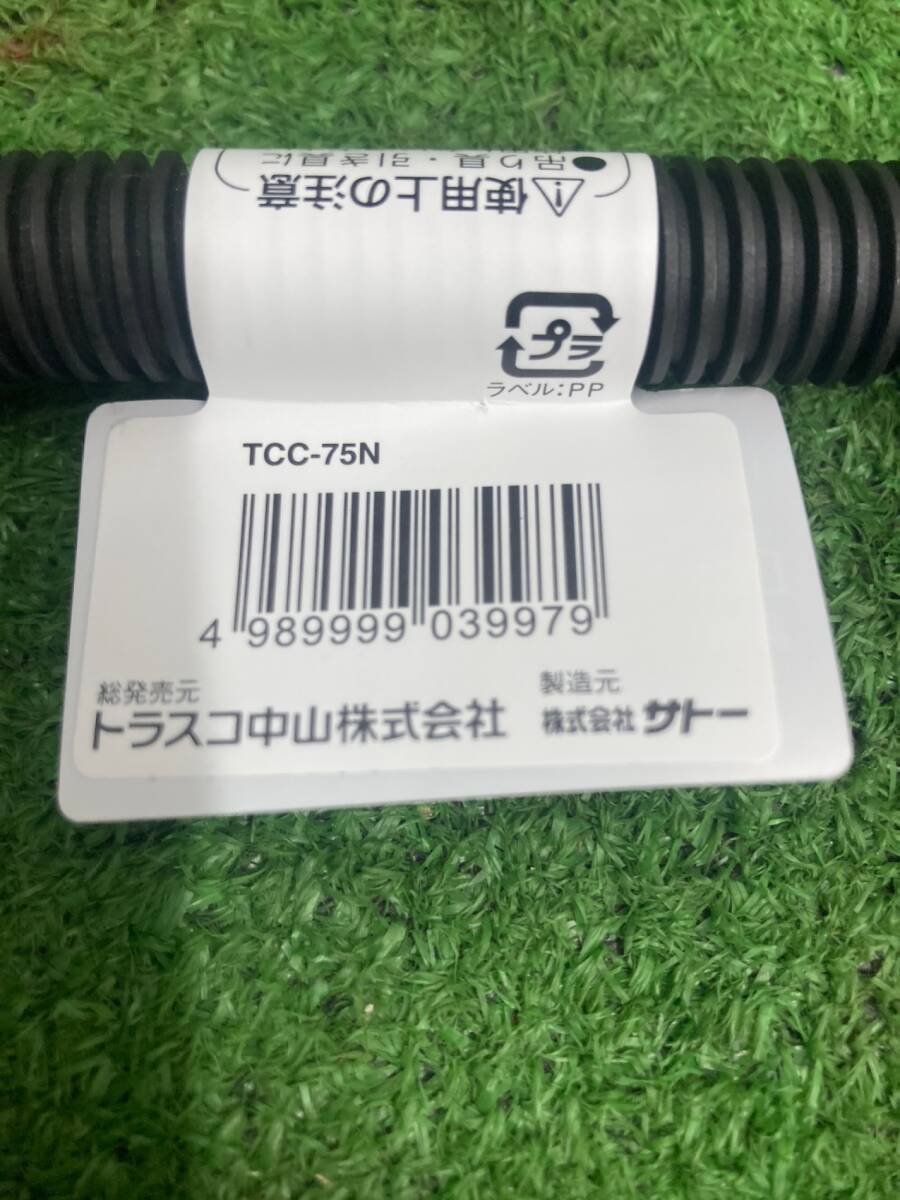 ●吊り具・引き具に
⚠使用上の注意
プラ
ラベル:PP
TCC-75N
4 989999 039979
総発売元
トラスコ中山株式会社
製造元
株式会社 サトー